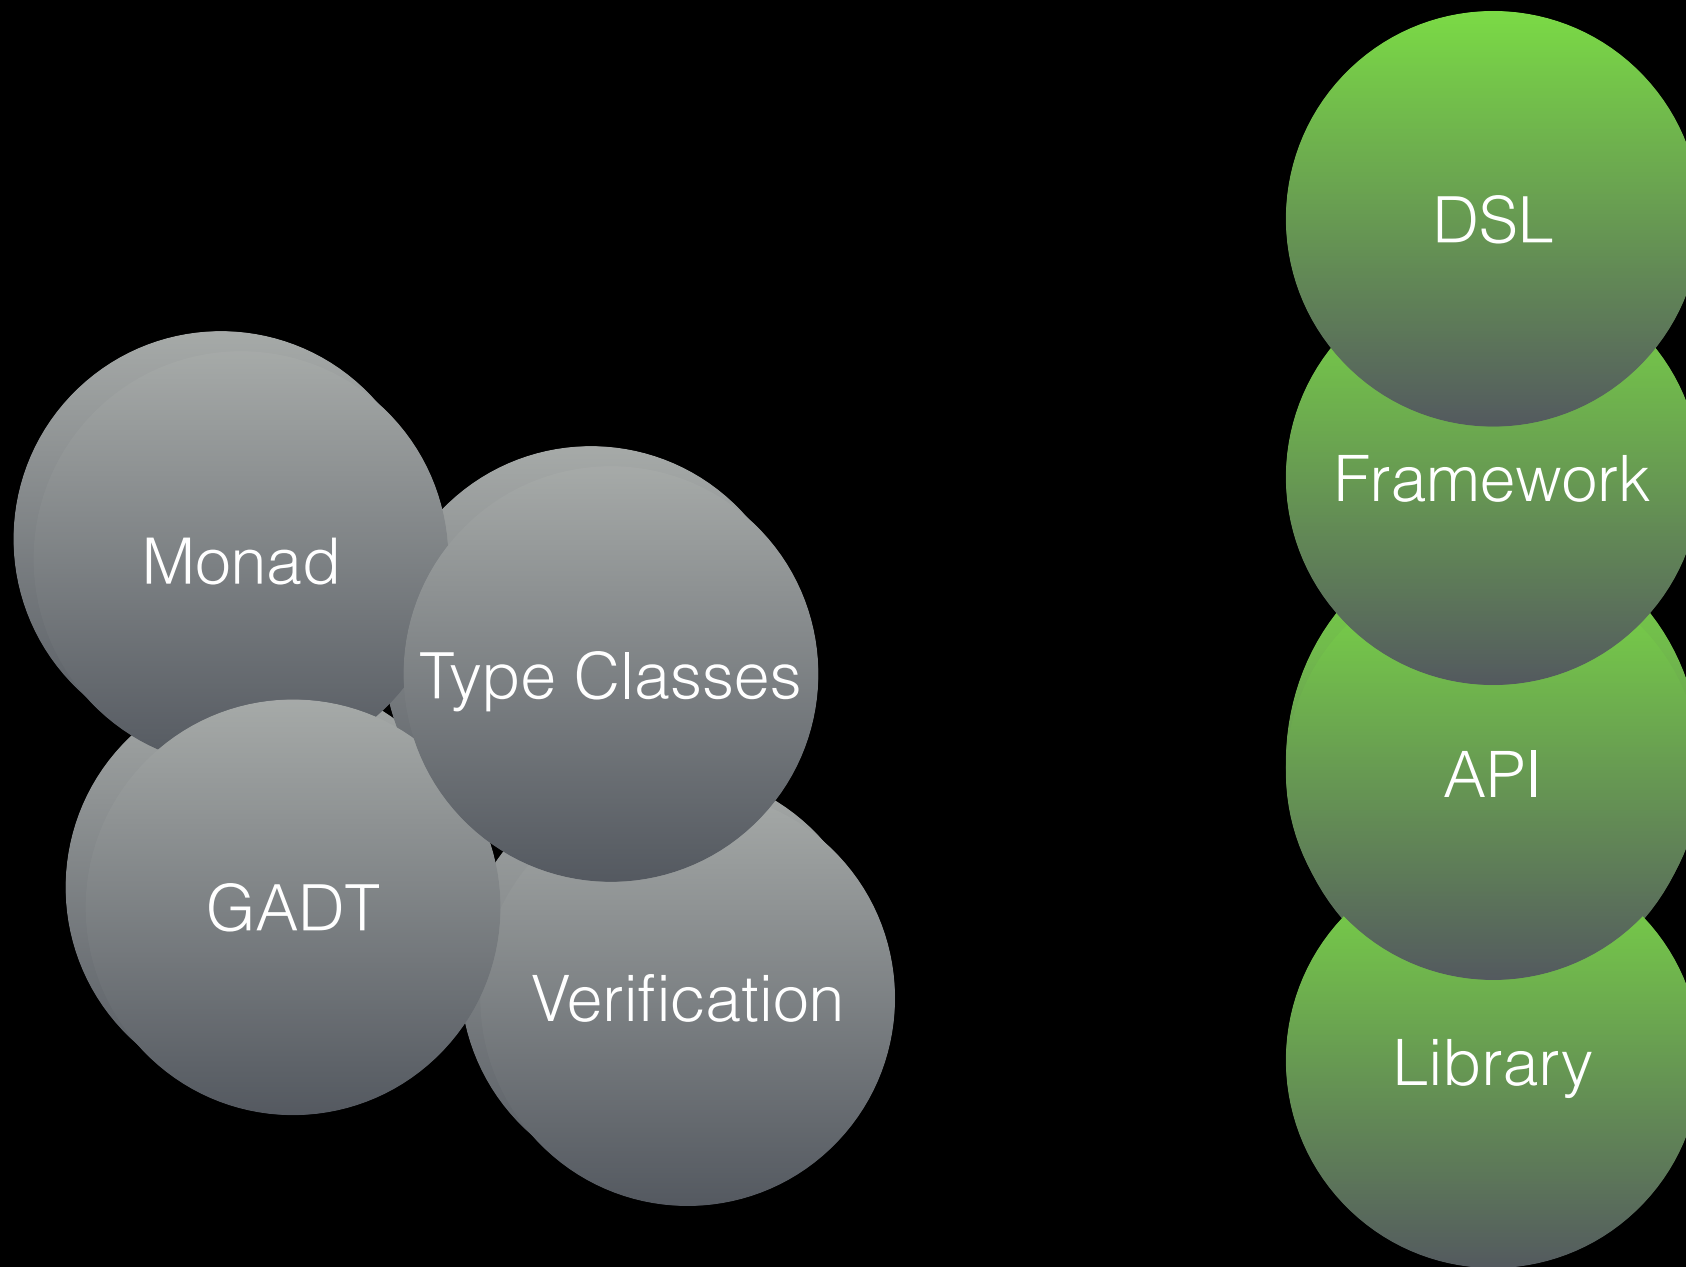 Monad
Type Classes
GADT
Verification
DSL
Framework
API
Library